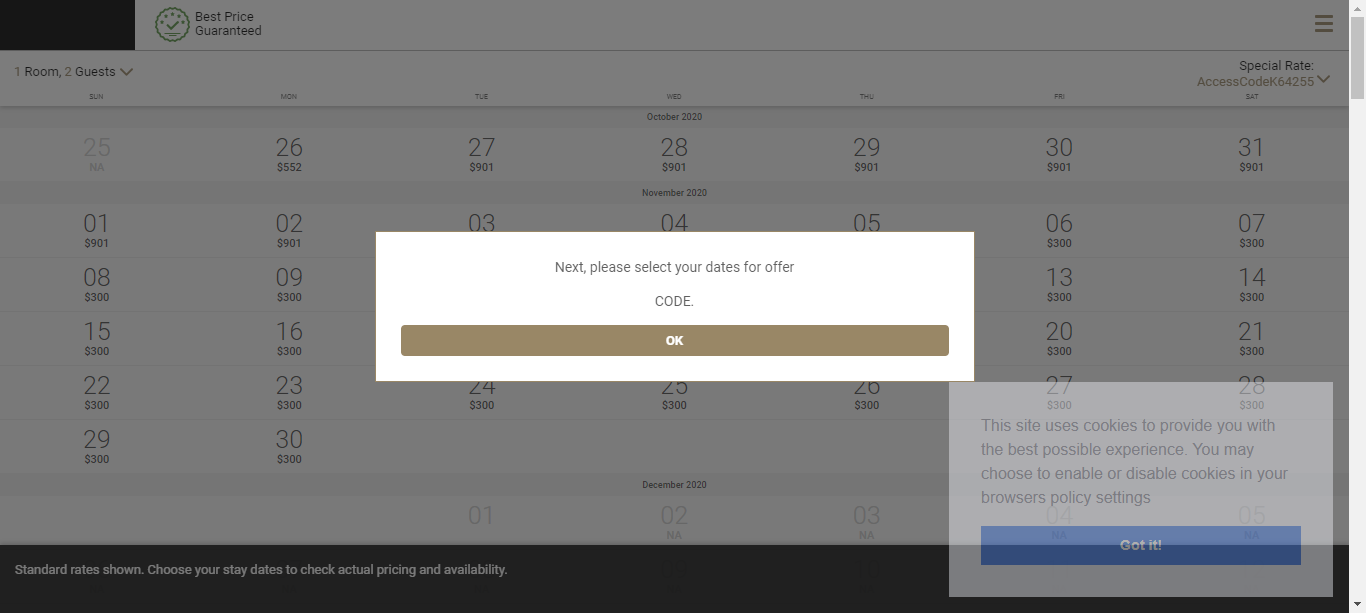 Best Price
Guaranteed
1 Room, 2 Guests
Special Rate:
AccessCodeK64255
SUN MON TUE WED THU FRI SAT
October 2020
25 26 27 28 29 30 31
NA $552 $901 $901 $901 $901 $901
November 2020
01 02 03 04 05 06 07
$901 $901 $300 $300
08 09 13 14
$300 $300 $300 $300
15 16 20 21
$300 $300 $300 $300
22 23 24 25 26 27 28
$300 $300 $300 $300 $300 $300 $300
29 30
$300 $300
December 2020
01 02 03 04 05
NA NA NA NA
Next, please select your dates for offer
CODE.
OK
This site uses cookies to provide you with
the best possible experience. You may
choose to enable or disable cookies in your
browsers policy settings
Got it!
Standard rates shown. Choose your stay dates to check actual pricing and availability.